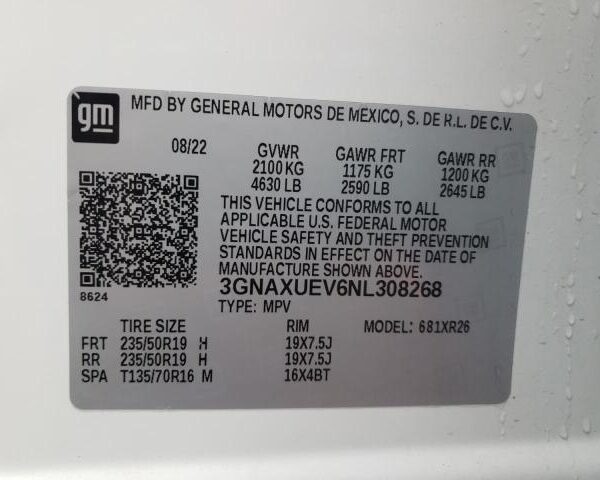 gm
MFD BY GENERAL MOTORS DE MEXICO, S. DE R.L. DE C.V.
08/22 GVWR GAWR FRT GAWR RR
2100 KG 1175 KG 1200 KG
4630 LB 2590 LB 2645 LB
THIS VEHICLE CONFORMS TO ALL
APPLICABLE U.S. FEDERAL MOTOR
VEHICLE SAFETY AND THEFT PREVENTION
STANDARDS IN EFFECT ON THE DATE OF
MANUFACTURE SHOWN ABOVE.
3GNAXUEV6NL308268
8624
TYPE: MPV
TIRE SIZE RIM MODEL: 681XR26
FRT 235/50R19 H 19X7.5J
RR 235/50R19 H 19X7.5J
SPA T135/70R16 M 16X4BT